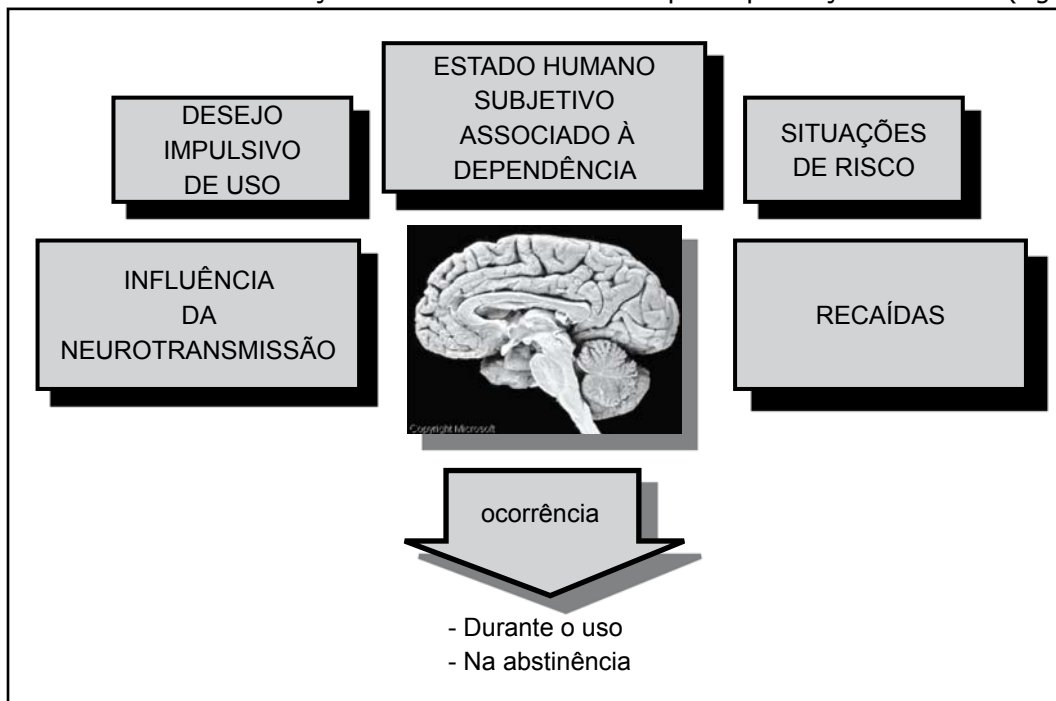 DESEJO
IMPULSIVO
DE USO
ESTADO HUMANO
SUBJETIVO
ASSOCIADO À
DEPENDÊNCIA
SITUAÇÕES
DE RISCO
INFLUÊNCIA
DA
NEUROTRANSMISSÃO
RECAÍDAS
Copyright Microsoft
ocorrência
- Durante o uso
- Na abstinência